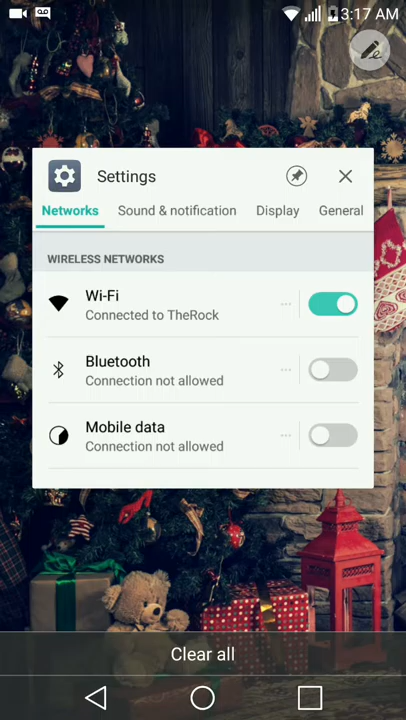 3:17 AM
Settings
Networks Sound & notification Display General
WIRELESS NETWORKS
Wi-Fi
Connected to TheRock
Bluetooth
Connection not allowed
Mobile data
Connection not allowed
Clear all